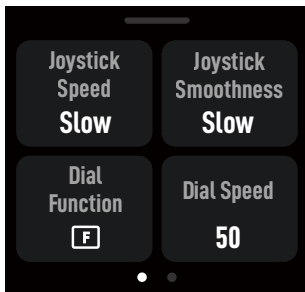 Joystick
Speed
Slow
Joystick
Smoothness
Slow
Dial
Function
F
Dial Speed
50